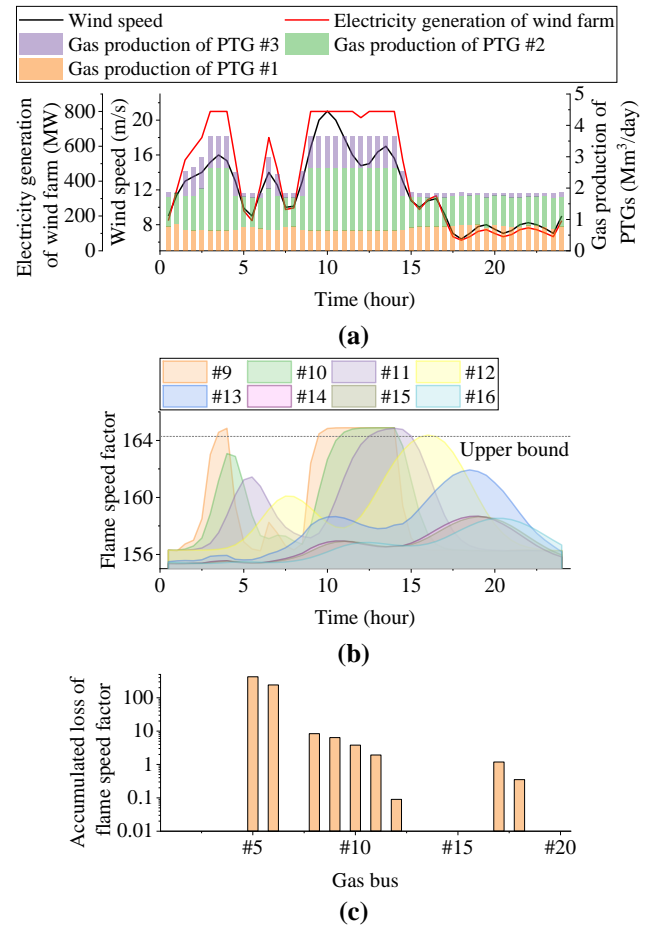 Wind speed
Electricity generation of wind farm
Gas production of PTG #3
Gas production of PTG #2
Gas production of PTG #1
Electricity generation
of wind farm (MW)
800
600
400
200
0
Wind speed (m/s)
20
16
12
8
5
4
3
2
1
0
Gas production of
PTGs (Mm³/day)
0 5 10 15 20
Time (hour)
(a)
#9 #10 #11 #12
#13 #14 #15 #16
Flame speed factor
164
160
156
Upper bound
0 5 10 15 20
Time (hour)
(b)
Accumulated loss of
flame speed factor
100
10
1
0.1
0.01
#5 #10 #15 #20
Gas bus
(c)